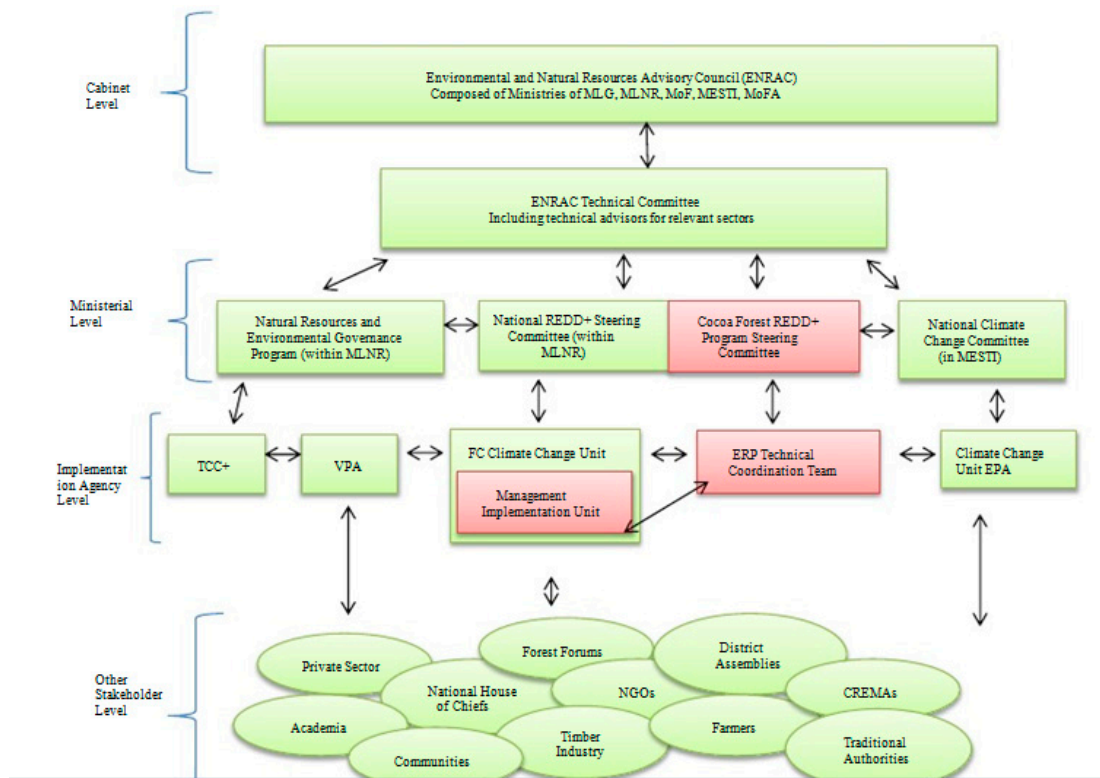 Cabinet
Level
Environmental and Natural Resources Advisory Council (ENRAC)
Composed of Ministries of MLG, MLNR, MoF, MESTI, MoFA
ENRAC Technical Committee
Including technical advisors for relevant sectors
Ministerial
Level
Natural Resources and
Environmental Governance
Program (within MLNR)
National REDD+ Steering
Committee (within
MLNR)
Cocoa Forest REDD+
Program Steering
Committee
National Climate
Change Committee
(in MESTI)
Implementat
ion Agency
Level
TCC+
VPA
FC Climate Change Unit
Management
Implementation Unit
ERP Technical
Coordination Team
Climate Change
Unit EPA
Other
Stakeholder
Level
Private Sector
Forest Forums
District
Assemblies
National House
of Chiefs
NGOs
CREMAs
Academia
Timber
Industry
Farmers
Communities
Traditional
Authorities